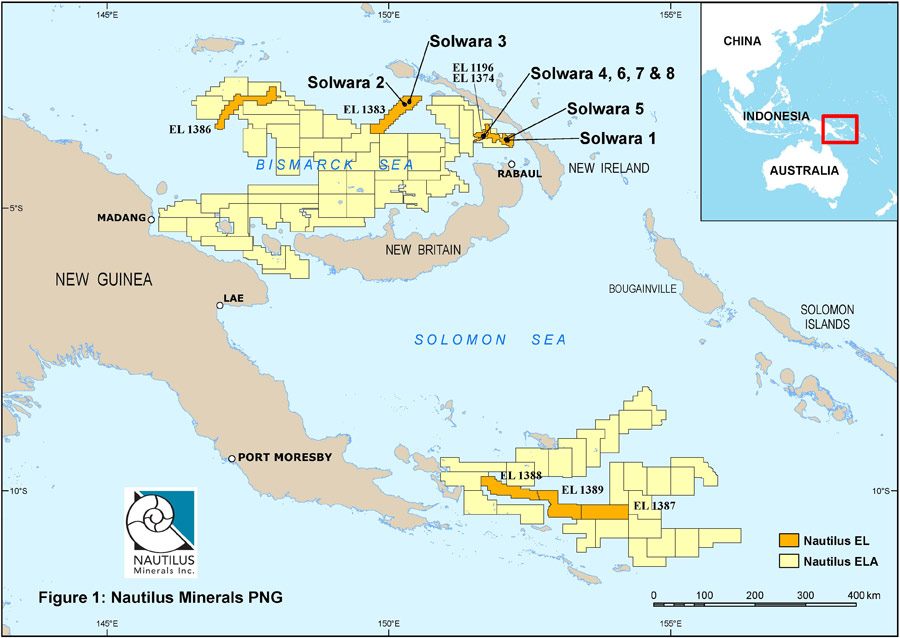 145°E
150°E
155°E
Solwara 3
Solwara 2
EL 1196
EL 1374
Solwara 4, 6, 7 & 8
EL 1383
EL 1386
Solwara 5
Solwara 1
BISMARCK SEA
RABAUL
NEW IRELAND
CHINA
INDONESIA
AUSTRALIA
5°S
5°S
MADANG
NEW BRITAIN
NEW GUINEA
LAE
BOUGAINVILLE
SOLOMON
ISLANDS
SOLOMON SEA
PORT MORESBY
EL 1388
EL 1389
EL 1387
10°S
10°S
NAUTILUS
Minerals Inc.
Nautilus EL
Nautilus ELA
Figure 1: Nautilus Minerals PNG
0 100 200 300 400 km
145°E
150°E
155°E